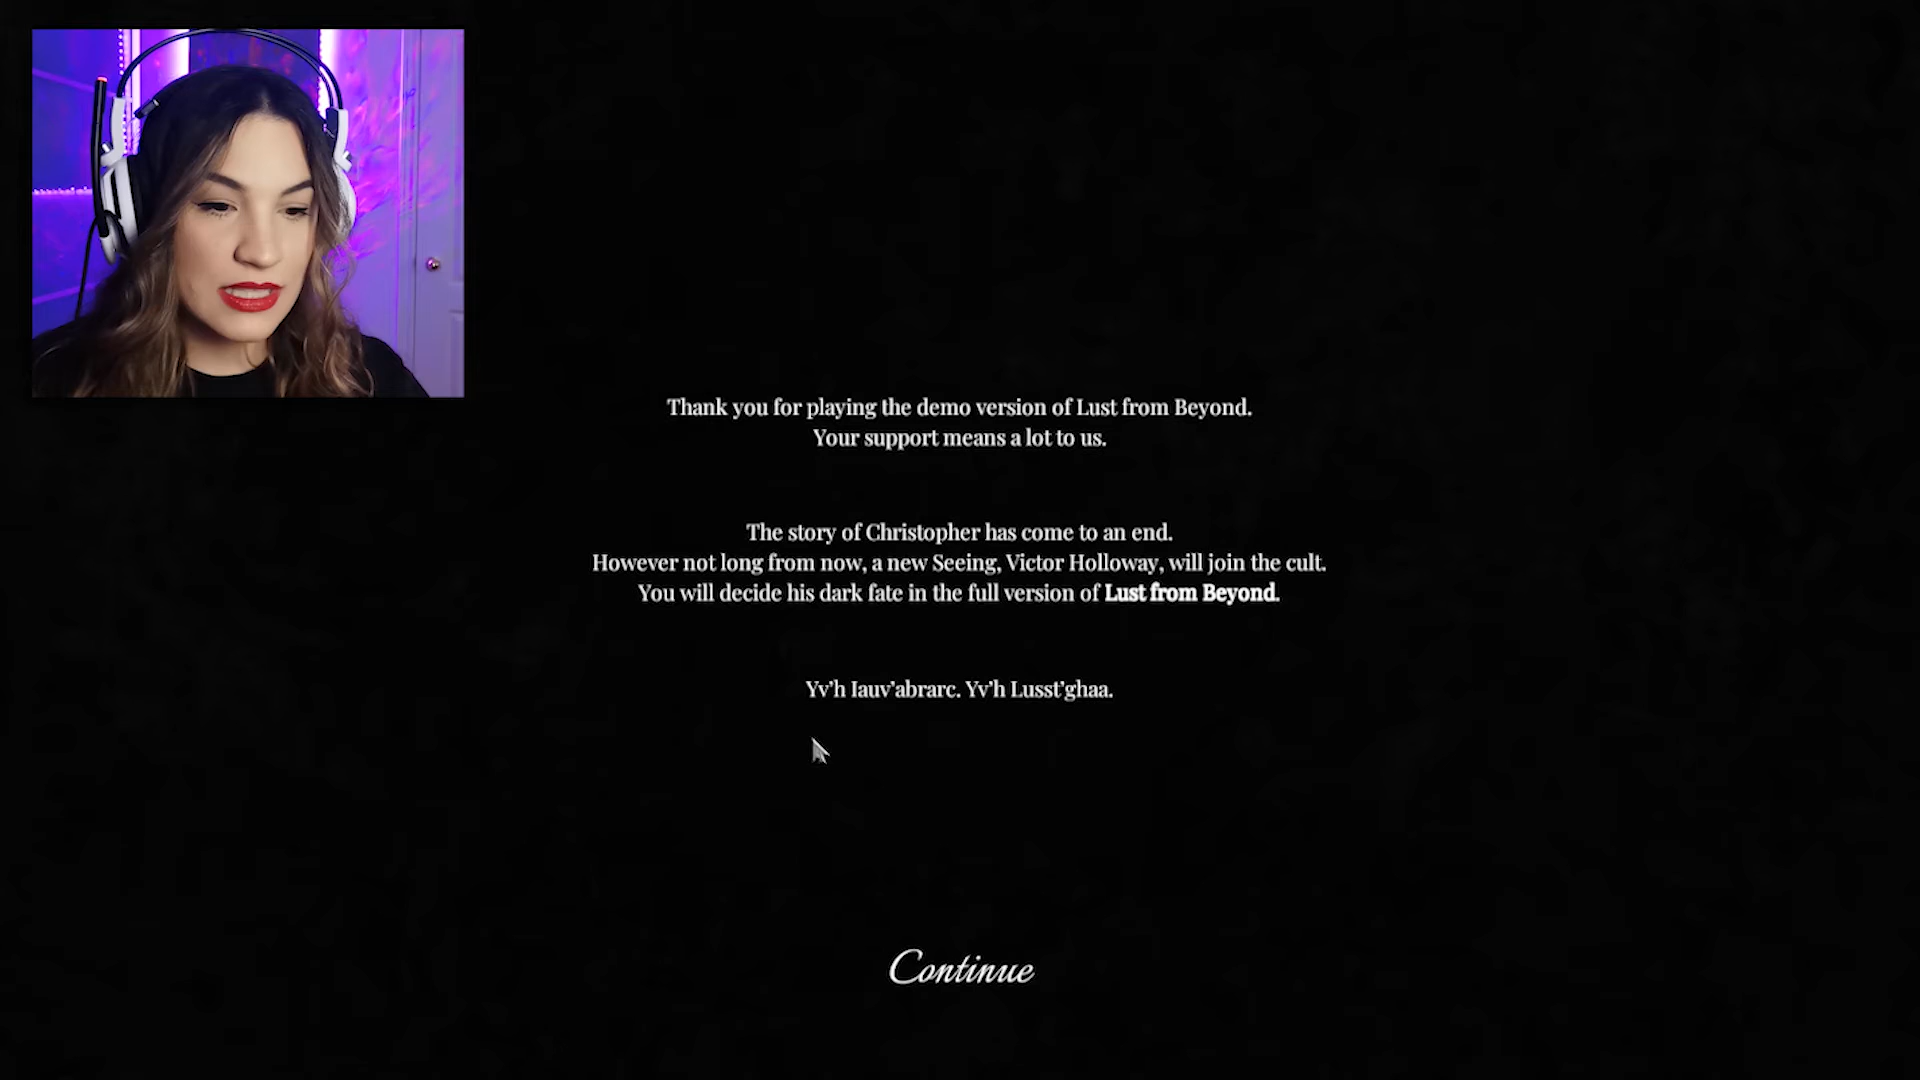 Thank you for playing the demo version of Lust from Beyond.
Your support means a lot to us.
The story of Christopher has come to an end.
However not long from now, a new Seeing, Victor Holloway, will join the cult.
You will decide his dark fate in the full version of Lust from Beyond.
Yv'h Iauv'abrarc. Yv'h Lusst'ghaa.
Continue